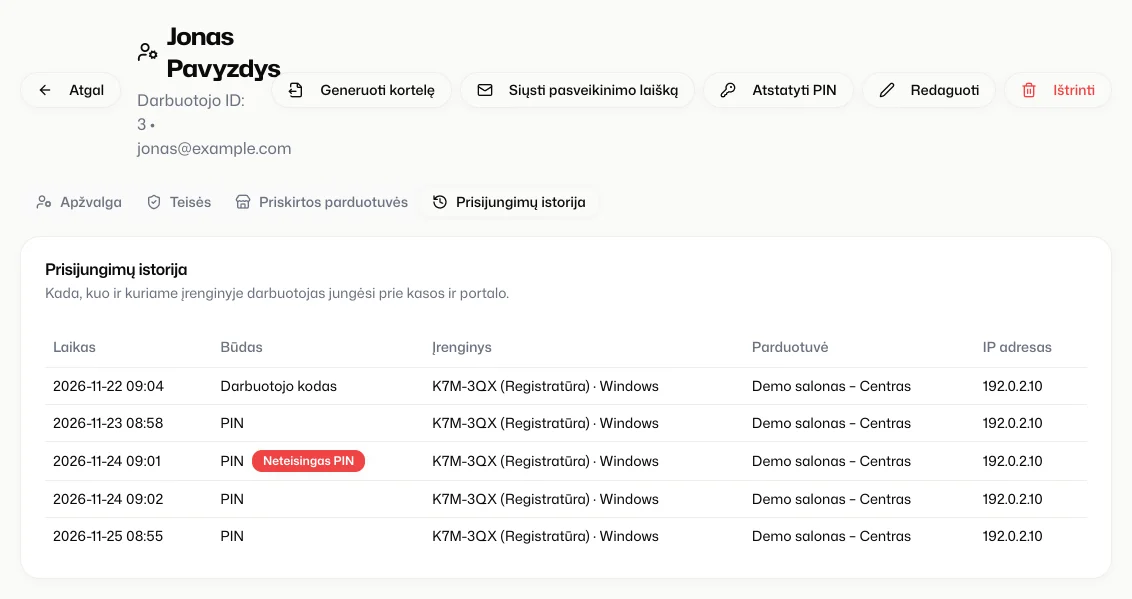 Atgal
Jonas
Pavyzdys
Darbuotojo ID:
3 •
jonas@example.com
Generuoti kortelę
Siųsti pasveikinimo laišką
Atstatyti PIN
Redaguoti
Ištrinti
Apžvalga Teisės Priskirtos parduotuvės Prisijungimų istorija
Prisijungimų istorija
Kada, kuo ir kuriame įrenginyje darbuotojas jungėsi prie kasos ir portalo.
Laikas Būdas Įrenginys Parduotuvė IP adresas
2026-11-22 09:04 Darbuotojo kodas K7M-3QX (Registratūra) · Windows Demo salonas – Centras 192.0.2.10
2026-11-23 08:58 PIN K7M-3QX (Registratūra) · Windows Demo salonas – Centras 192.0.2.10
2026-11-24 09:01 PIN Neteisingas PIN K7M-3QX (Registratūra) · Windows Demo salonas – Centras 192.0.2.10
2026-11-24 09:02 PIN K7M-3QX (Registratūra) · Windows Demo salonas – Centras 192.0.2.10
2026-11-25 08:55 PIN K7M-3QX (Registratūra) · Windows Demo salonas – Centras 192.0.2.10